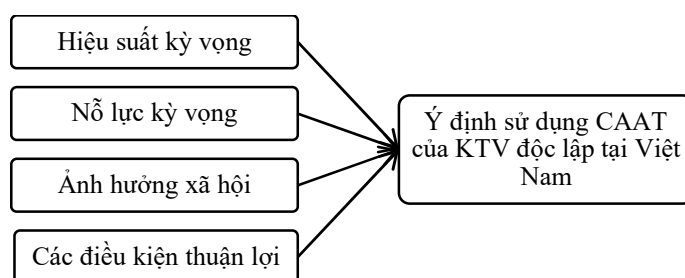 Hiệu suất kỳ vọng
Nỗ lực kỳ vọng
Ảnh hưởng xã hội
Các điều kiện thuận lợi
Ý định sử dụng CAAT
của KTV độc lập tại Việt
Nam